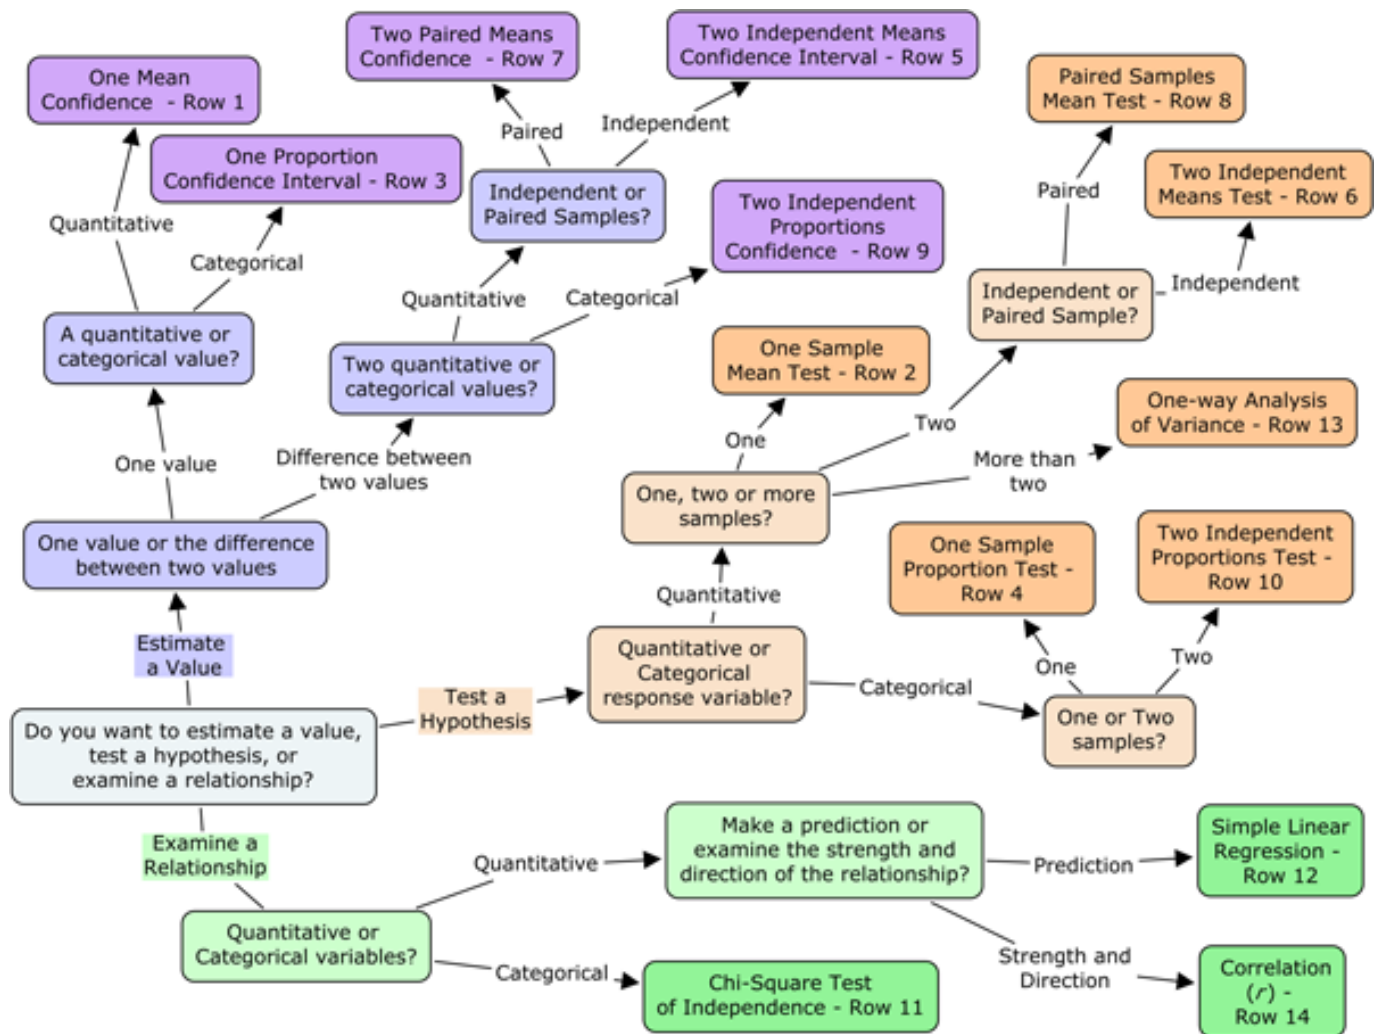 Two Paired Means
Confidence - Row 7
Two Independent Means
Confidence Interval - Row 5
One Mean
Confidence - Row 1
Paired Samples
Mean Test - Row 8
Paired
Independent
One Proportion
Confidence Interval - Row 3
Independent or
Paired Samples?
Two Independent
Proportions
Confidence - Row 9
Two Independent
Means Test - Row 6
Paired
Quantitative
Categorical
Quantitative
Categorical
Independent or
Paired Sample?
Independent
A quantitative or
categorical value?
Two quantitative or
categorical values?
One Sample
Mean Test - Row 2
One-way Analysis
of Variance - Row 13
One value
Difference between
two values
One
Two
More than
two
One, two or more
samples?
One value or the difference
between two values
One Sample
Proportion Test -
Row 4
Two Independent
Proportions Test -
Row 10
Quantitative
Estimate
a Value
Quantitative or
Categorical
response variable?
One
Two
Test a
Hypothesis
Categorical
One or Two
samples?
Do you want to estimate a value,
test a hypothesis, or
examine a relationship?
Examine a
Relationship
Quantitative
Make a prediction or
examine the strength and
direction of the relationship?
Prediction
Simple Linear
Regression -
Row 12
Quantitative or
Categorical variables?
Categorical
Chi-Square Test
of Independence - Row 11
Strength and
Direction
Correlation
(r) -
Row 14